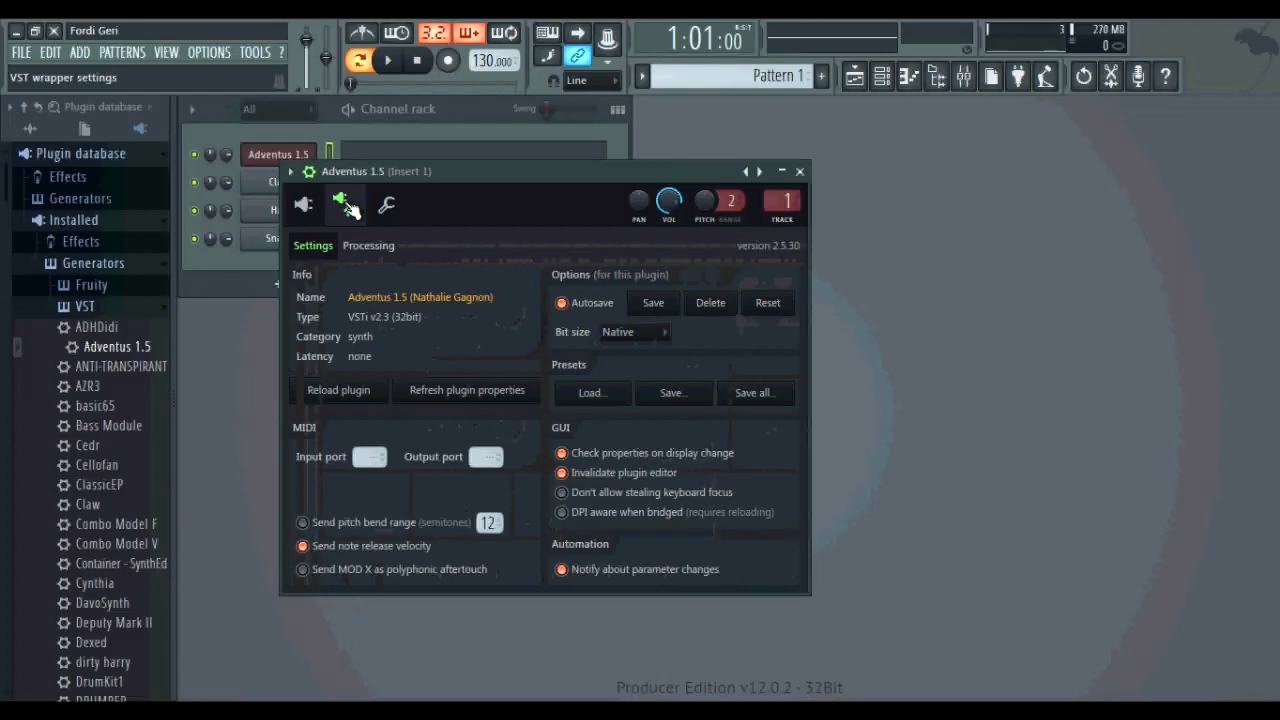 Fordi Geri
FILE EDIT ADD PATTERNS VIEW OPTIONS TOOLS ?
VST wrapper settings
3.2
130.000
1:01:00
B:S:T
Line
Pattern 1
3
270 MB
0
Plugin database
All
Channel rack
Swing
Plugin database
Effects
Generators
Installed
Effects
Generators
Fruity
VST
ADHDidi
Adventus 1.5
ANTI-TRANSPIRANT
AZR3
basic65
Bass Module
Cedr
Cellofan
ClassicEP
Claw
Combo Model F
Combo Model V
Container - SynthEd
Cynthia
DavoSynth
Deputy Mark II
Dexed
dirty harry
DrumKit1
Adventus 1.5
Cla
Ha
Sna
Adventus 1.5 (Insert 1)
2
1
PAN VOL PITCH RANGE TRACK
Settings Processing
version 2.5.30
Info
Name Adventus 1.5 (Nathalie Gagnon)
Type VSTi v2.3 (32bit)
Category synth
Latency none
Reload plugin Refresh plugin properties
Options (for this plugin)
Autosave Save Delete Reset
Bit size Native
Presets
Load... Save... Save all...
MIDI
Input port --- Output port ---
Send pitch bend range (semitones) 12
Send note release velocity
Send MOD X as polyphonic aftertouch
GUI
Check properties on display change
Invalidate plugin editor
Don't allow stealing keyboard focus
DPI aware when bridged (requires reloading)
Automation
Notify about parameter changes
Producer Edition v12.0.2 - 32Bit